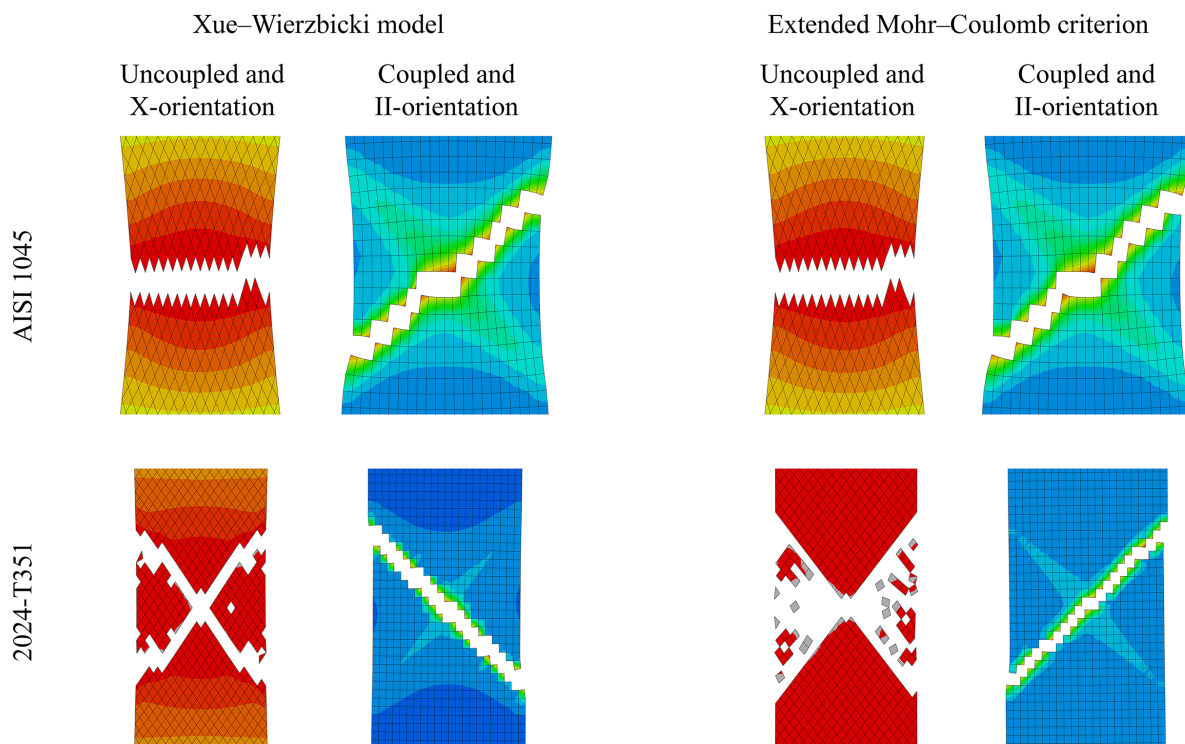 Xue–Wierzbicki model
Extended Mohr–Coulomb criterion
Uncoupled and
X-orientation
Coupled and
II-orientation
Uncoupled and
X-orientation
Coupled and
II-orientation
AISI 1045
2024-T351